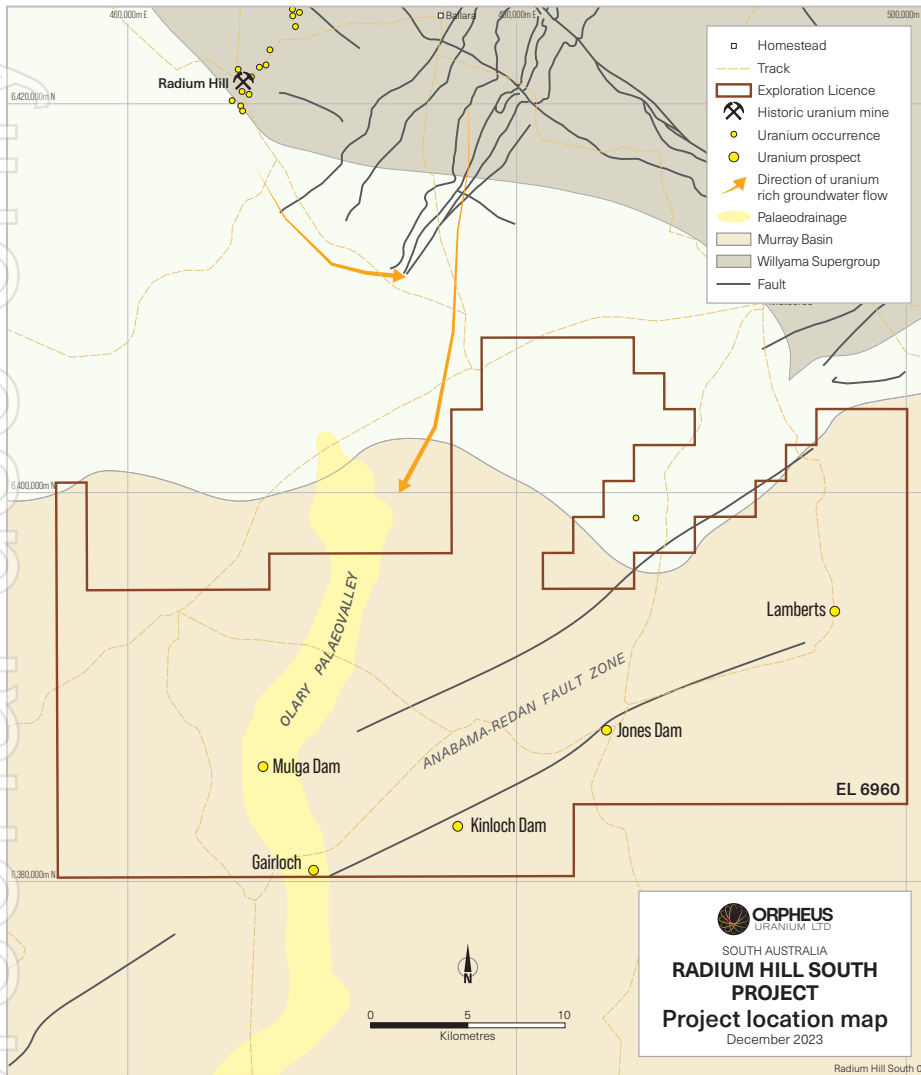 460,000m E
Ballara
500,000m
Radium Hill
6,420,000m N
Homestead
Track
Exploration Licence
Historic uranium mine
Uranium occurrence
Uranium prospect
Direction of uranium
rich groundwater flow
Palaeodrainage
Murray Basin
Willyama Supergroup
Fault
6,400,000m N
OLARY PALAEOVALLEY
Lamberts
ANABAMA-REDAN FAULT ZONE
Jones Dam
Mulga Dam
EL 6960
Kinloch Dam
Gairloch
6,380,000m N
N
0 5 10
Kilometres
ORPHEUS
URANIUM LTD
SOUTH AUSTRALIA
RADIUM HILL SOUTH
PROJECT
Project location map
December 2023
Radium Hill South